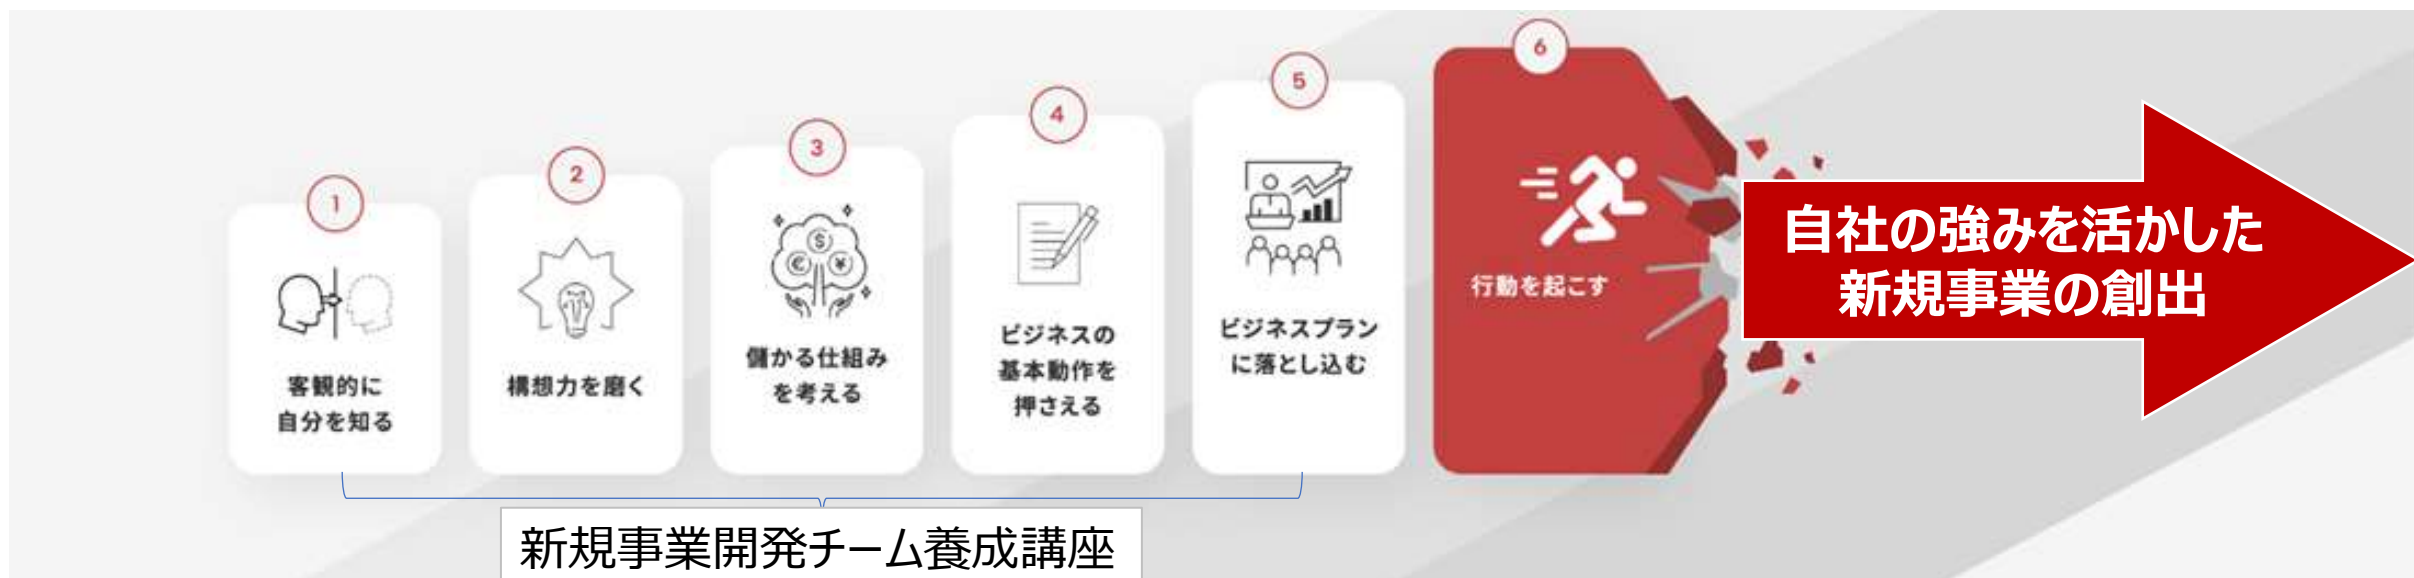 1
客観的に
自分を知る
2
構想力を磨く
3
$
€
¥
儲かる仕組み
を考える
4
ビジネスの
基本動作を
押さえる
5
ビジネスプラン
に落とし込む
6
行動を起こす
自社の強みを活かした
新規事業の創出
新規事業開発チーム養成講座